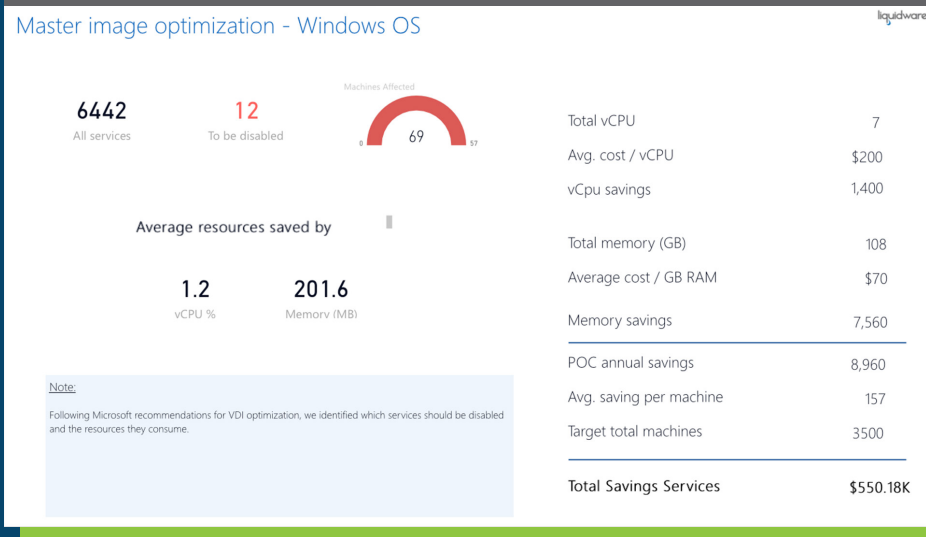 Master image optimization - Windows OS
liquidware
6442
All services
12
To be disabled
Machines Affected
69
0
57
Average resources saved by
1.2
vCPU %
201.6
Memory (MB)
Note:
Following Microsoft recommendations for VDI optimization, we identified which services should be disabled
and the resources they consume.
Total vCPU 7
Avg. cost / vCPU $200
vCpu savings 1,400
Total memory (GB) 108
Average cost / GB RAM $70
Memory savings 7,560
POC annual savings 8,960
Avg. saving per machine 157
Target total machines 3500
Total Savings Services $550.18K